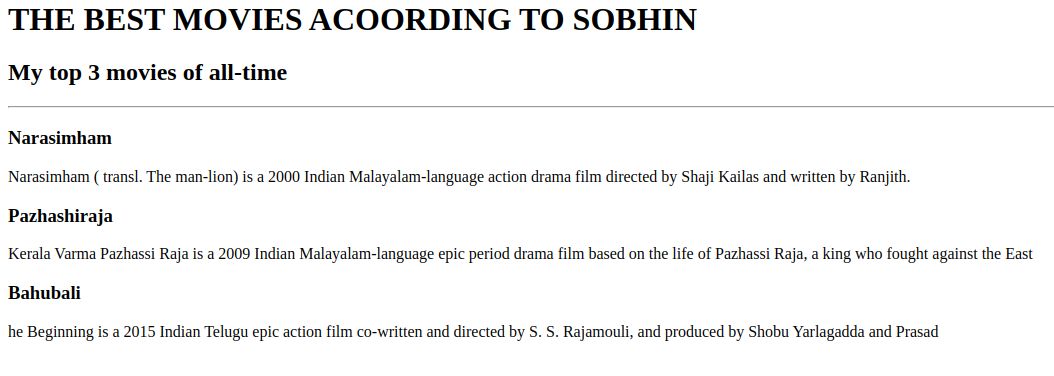 THE BEST MOVIES ACOORDING TO SOBHIN
My top 3 movies of all-time
Narasimham
Narasimham ( transl. The man-lion) is a 2000 Indian Malayalam-language action drama film directed by Shaji Kailas and written by Ranjith.
Pazhashiraja
Kerala Varma Pazhassi Raja is a 2009 Indian Malayalam-language epic period drama film based on the life of Pazhassi Raja, a king who fought against the East
Bahubali
he Beginning is a 2015 Indian Telugu epic action film co-written and directed by S. S. Rajamouli, and produced by Shobu Yarlagadda and Prasad